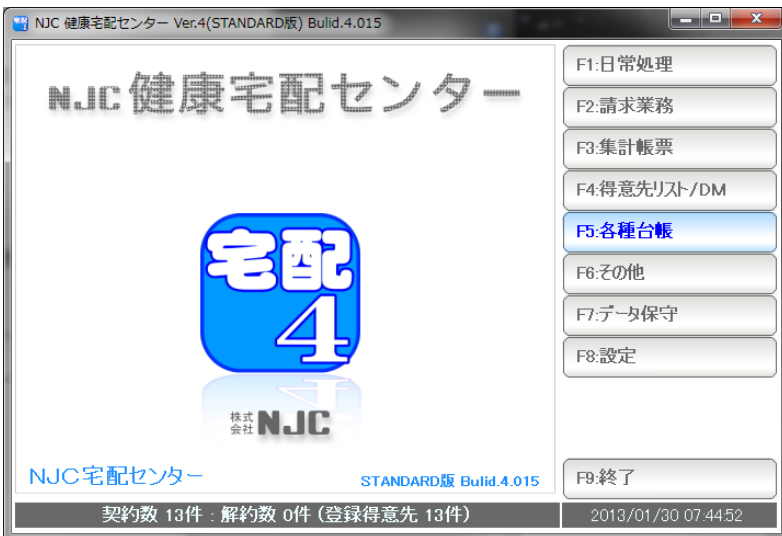 NJC 健康宅配センター Ver.4(STANDARD版) Bulid.4.015
NJC 健康宅配センター
宅配
4
株式会社 NJC
NJC宅配センター
STANDARD版 Bulid.4.015
F1:日常処理
F2:請求業務
F3:集計帳票
F4:得意先リスト/DM
F5:各種台帳
F6:その他
F7:データ保守
F8:設定
F9:終了
契約数 13件 : 解約数 0件 (登録得意先 13件)
2013/01/30 07:44:52